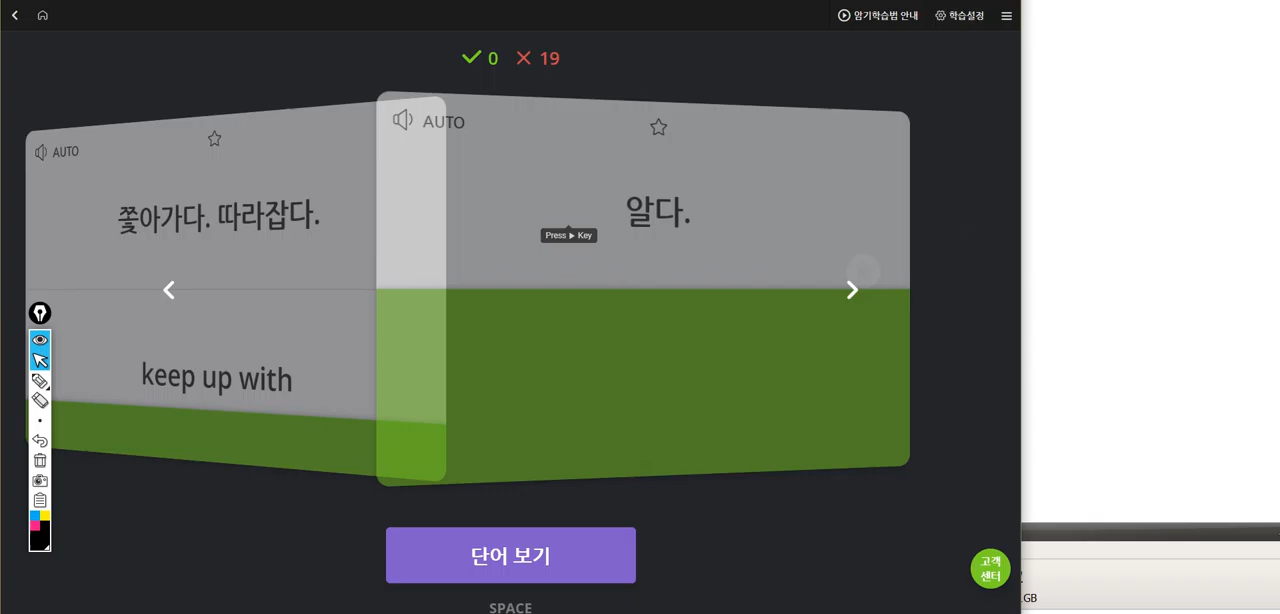 암기학습법 안내
학습설정
0
19
AUTO
쫓아가다. 따라잡다.
keep up with
AUTO
알다.
Press ▶ Key
단어 보기
SPACE
고객
센터
GB